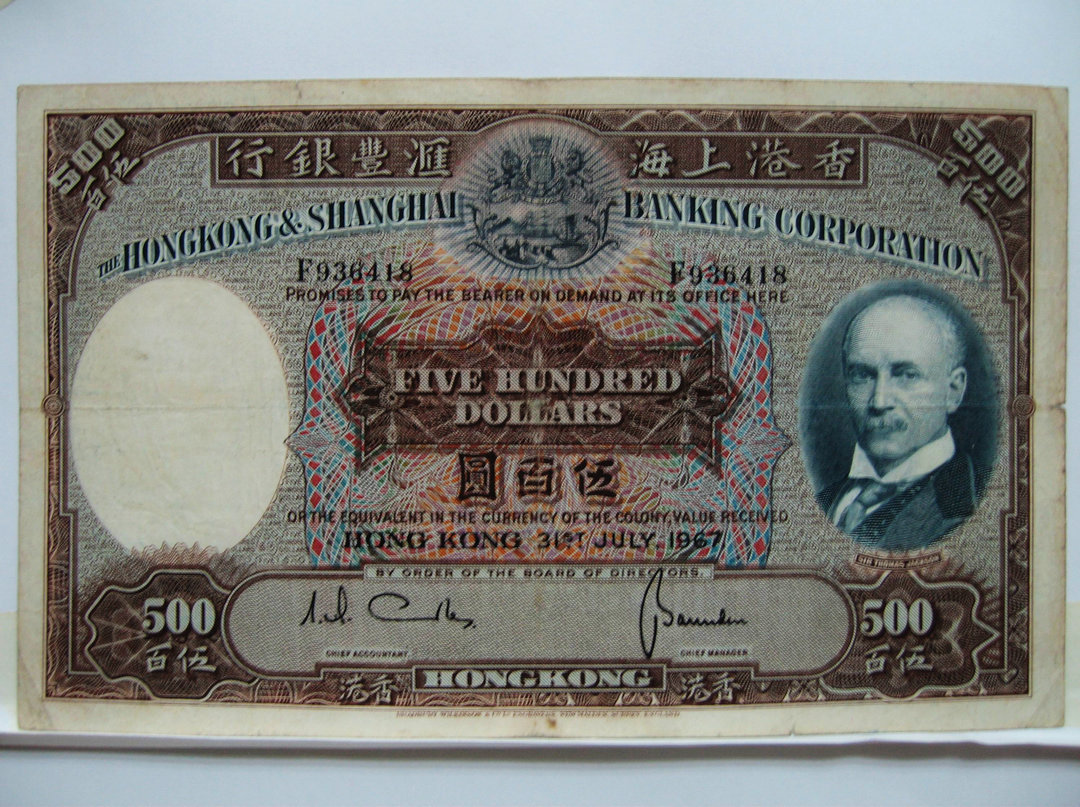 500
伍百
香港上海滙豐銀行
500
伍百
THE HONGKONG & SHANGHAI BANKING CORPORATION
F936418
F936418
PROMISES TO PAY THE BEARER ON DEMAND AT ITS OFFICE HERE
FIVE HUNDRED
DOLLARS
伍百圓
OR THE EQUIVALENT IN THE CURRENCY OF THE COLONY, VALUE RECEIVED
HONG KONG 31ST JULY, 1967
SIR THOMAS JACKSON
BY ORDER OF THE BOARD OF DIRECTORS,
500
伍百
500
伍百
CHIEF ACCOUNTANT
CHIEF MANAGER
香港
HONGKONG
香港